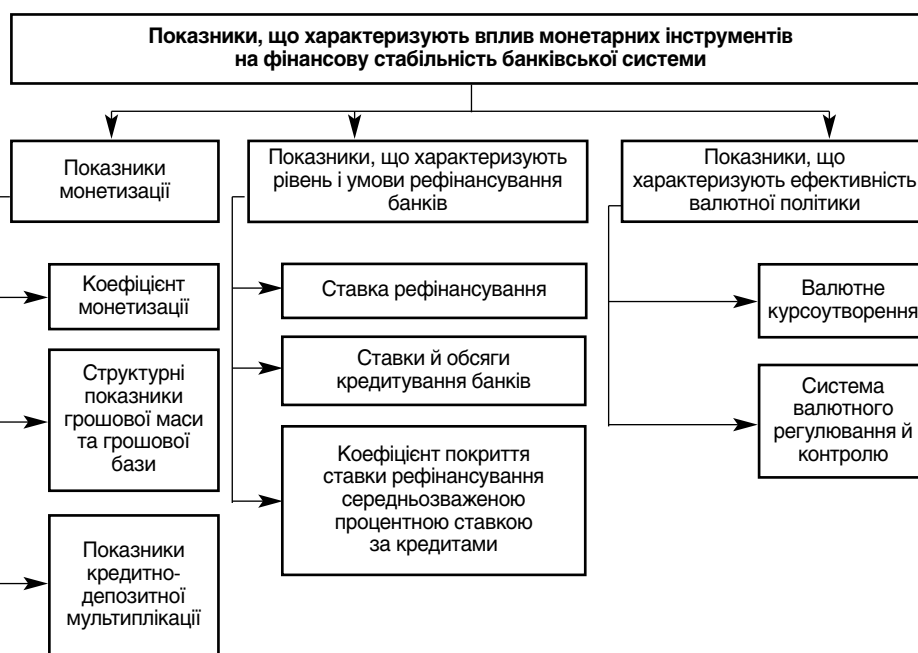 Показники, що характеризують вплив монетарних інструментів
на фінансову стабільність банківської системи
Показники
монетизації
Показники, що характеризують
рівень і умови рефінансування
банків
Показники, що
характеризують ефективність
валютної політики
Коефіцієнт
монетизації
Структурні
показники
грошової маси
та грошової
бази
Показники
кредитно-
депозитної
мультиплікації
Ставка рефінансування
Ставки й обсяги
кредитування банків
Коефіцієнт покриття
ставки рефінансування
середньозваженою
процентною ставкою
за кредитами
Валютне
курсоутворення
Система
валютного
регулювання й
контролю